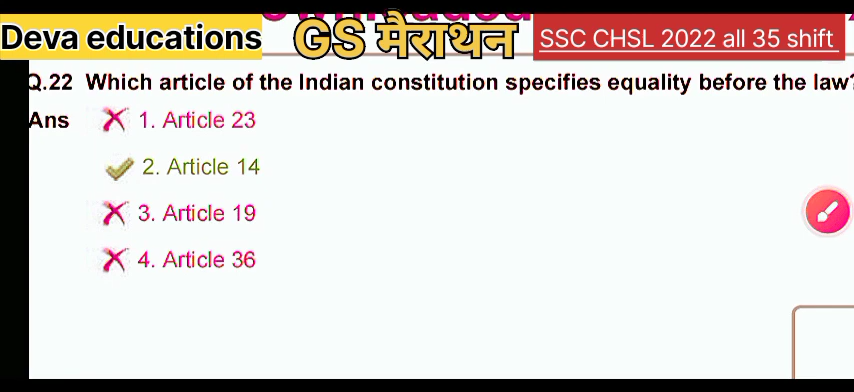 Deva educations GS मैराथन SSC CHSL 2022 all 35 shift
Q.22 Which article of the Indian constitution specifies equality before the law?
Ans 1. Article 23
2. Article 14
3. Article 19
4. Article 36